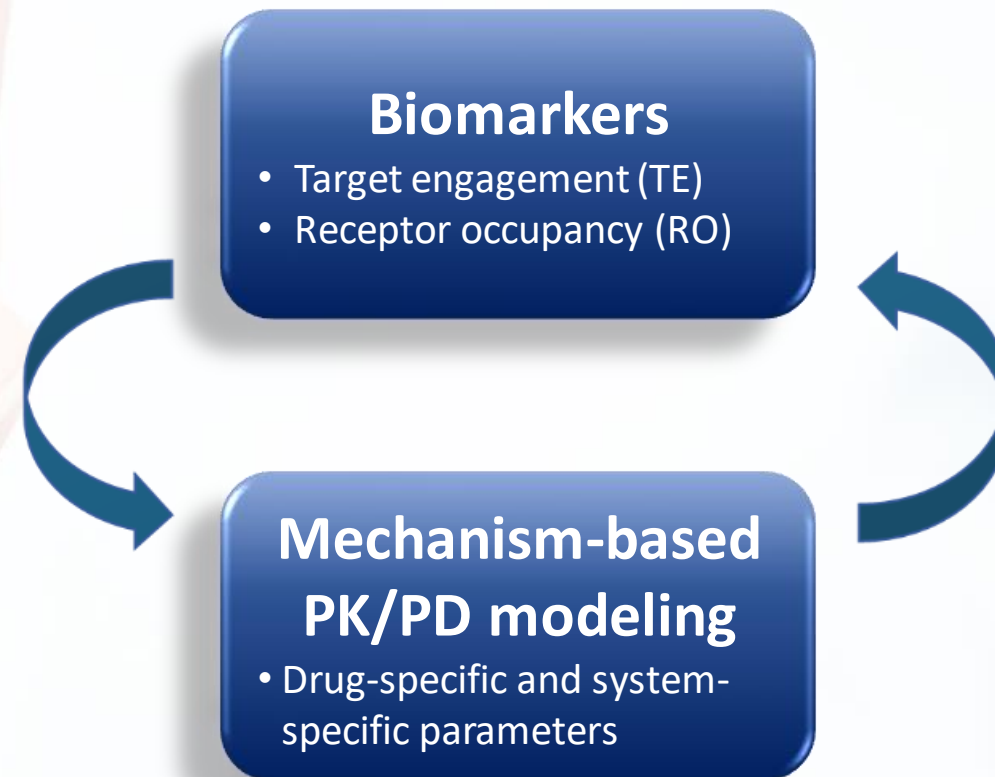 Biomarkers
• Target engagement (TE)
• Receptor occupancy (RO)
Mechanism-based
PK/PD modeling
• Drug-specific and system-
specific parameters